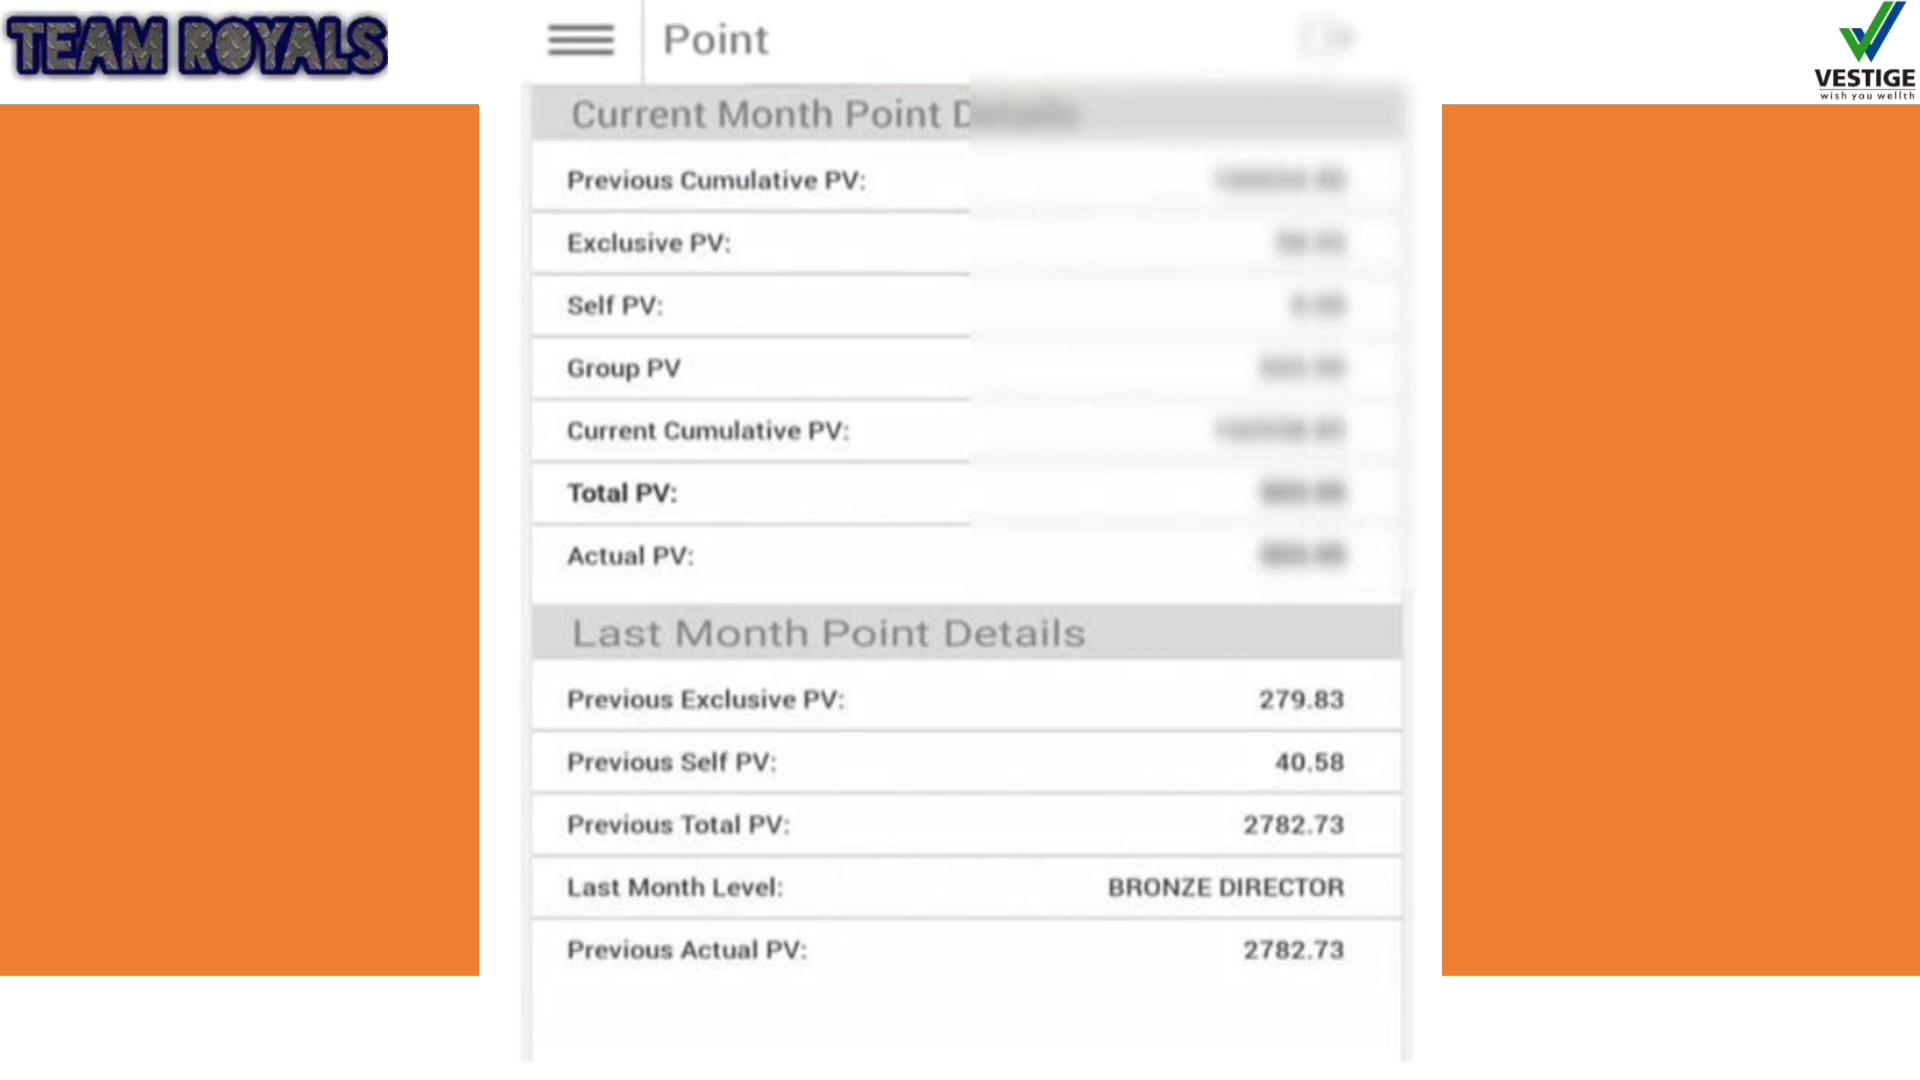 TEAM ROYALS
Point
VESTIGE
wish you wellth
Current Month Point Details
Previous Cumulative PV:
Exclusive PV:
Self PV:
Group PV
Current Cumulative PV:
Total PV:
Actual PV:
Last Month Point Details
Previous Exclusive PV: 279.83
Previous Self PV: 40.58
Previous Total PV: 2782.73
Last Month Level: BRONZE DIRECTOR
Previous Actual PV: 2782.73